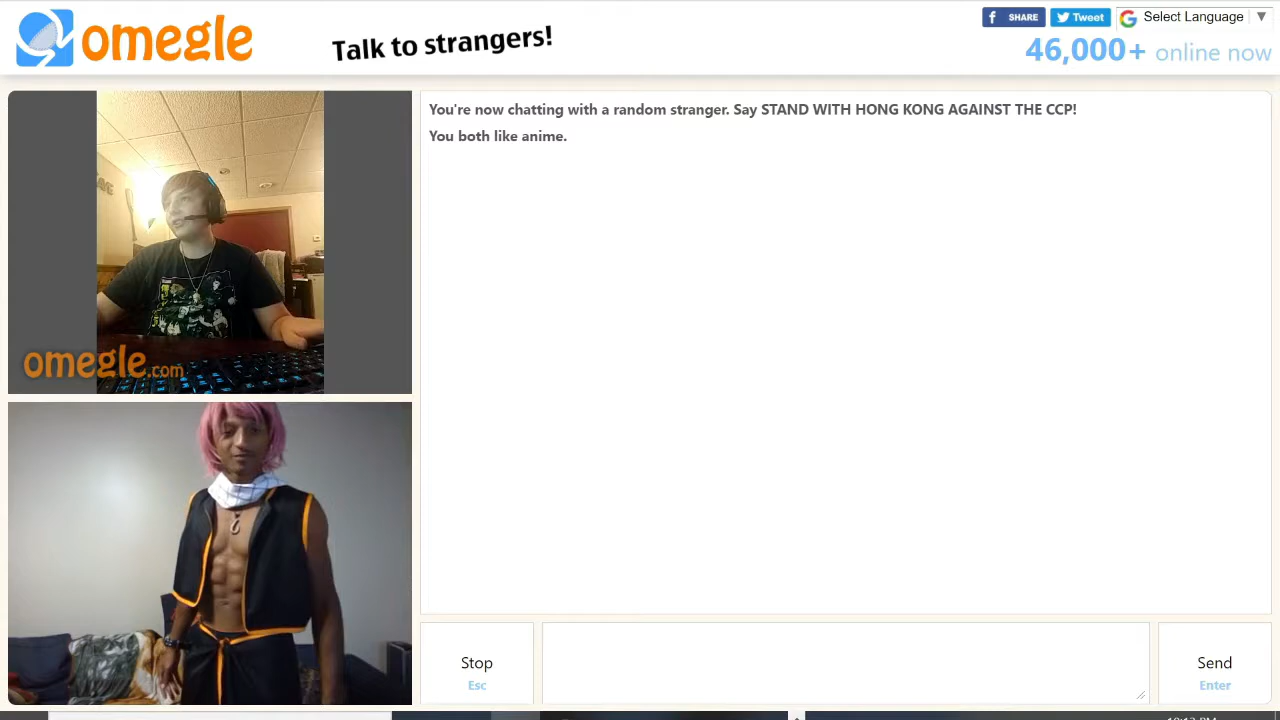 omegle
Talk to strangers!
SHARE
Tweet
Select Language ▼
46,000+ online now
You're now chatting with a random stranger. Say STAND WITH HONG KONG AGAINST THE CCP!
You both like anime.
omegle.com
Stop
Esc
Send
Enter